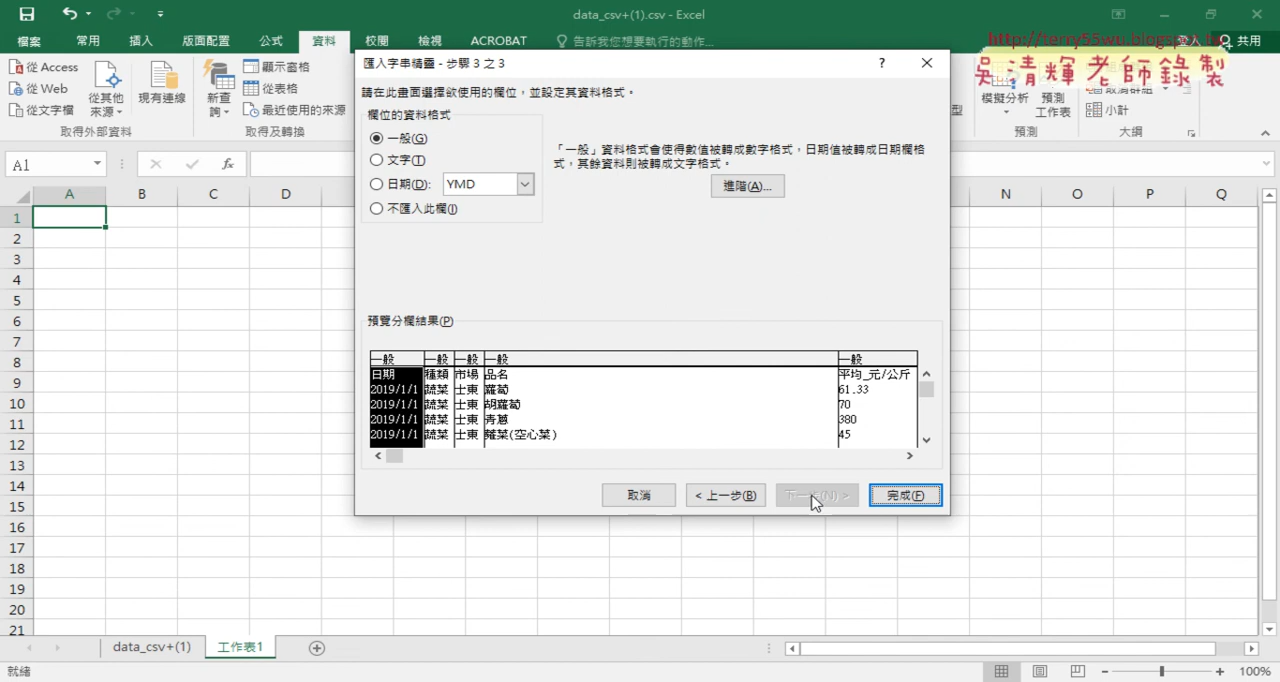 data_csv+(1).csv - Excel
檔案 常用 插入 版面配置 公式 資料 校閱 檢視 ACROBAT 告訴我您想要執行的動作... 登入 共用
http://terry55wu.blogspot.tw
吳清輝老師錄製
從 Access
從 Web
從文字檔
從其他
來源
現有連線
取得外部資料
新查
詢
顯示窗格
從表格
最近使用的來源
取得及轉換
模擬分析
預測
工作表
預測
取消群組
小計
大綱
A1
fx
A B C D N O P Q
匯入字串精靈 - 步驟 3 之 3
請在此畫面選擇欲使用的欄位，並設定其資料格式。
欄位的資料格式
一般(G)
文字(T)
日期(D): YMD
不匯入此欄(I)
「一般」資料格式會使得數值被轉成數字格式，日期值被轉成日期欄格
式，其餘資料則被轉成文字格式。
進階(A)...
預覽分欄結果(P)
一般 一般 一般 一般 一般
日期 種類 市場 品名 平均_元/公斤
2019/1/1 蔬菜 士東 蘿蔔 61.33
2019/1/1 蔬菜 士東 胡蘿蔔 70
2019/1/1 蔬菜 士東 青蔥 380
2019/1/1 蔬菜 士東 蕹菜(空心菜) 45
取消 < 上一步(B) 下一步(N) > 完成(F)
1
2
3
4
5
6
7
8
9
10
11
12
13
14
15
16
17
18
19
20
21
data_csv+(1) 工作表1
就緒 100%